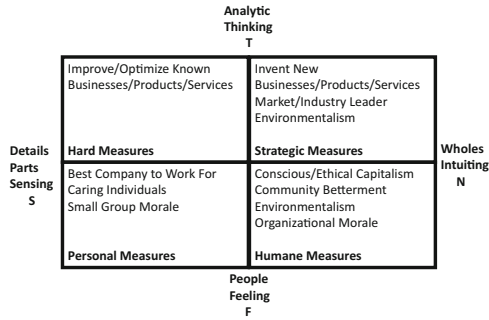 Analytic
Thinking
T
Improve/Optimize Known
Businesses/Products/Services
Hard Measures
Invent New
Businesses/Products/Services
Market/Industry Leader
Environmentalism
Strategic Measures
Details
Parts
Sensing
S
Wholes
Intuiting
N
Best Company to Work For
Caring Individuals
Small Group Morale
Personal Measures
Conscious/Ethical Capitalism
Community Betterment
Environmentalism
Organizational Morale
Humane Measures
People
Feeling
F